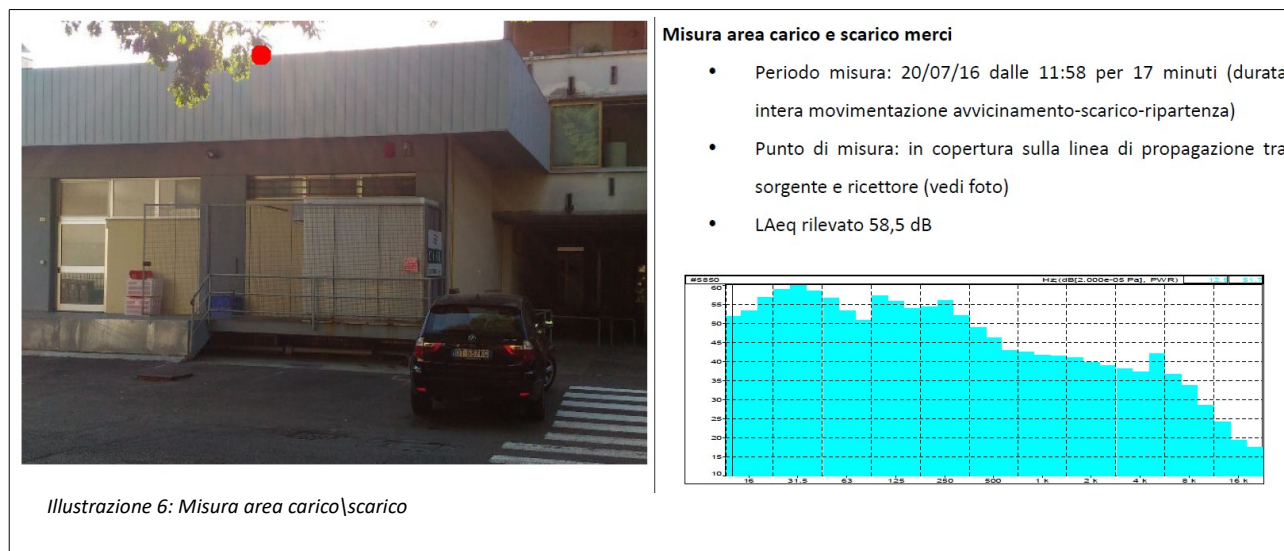 Misura area carico e scarico merci
• Periodo misura: 20/07/16 dalle 11:58 per 17 minuti (durata
intera movimentazione avvicinamento-scarico-ripartenza)
• Punto di misura: in copertura sulla linea di propagazione tra
sorgente e ricettore (vedi foto)
• LAeq rilevato 58,5 dB
#5850 Hz;(dB[2.000e-05 Pa], PWR)
60
55
50
45
40
35
30
25
20
15
10
16 31.5 63 125 250 500 1 k 2 k 4 k 8 k 16 k
Illustrazione 6: Misura area carico\scarico